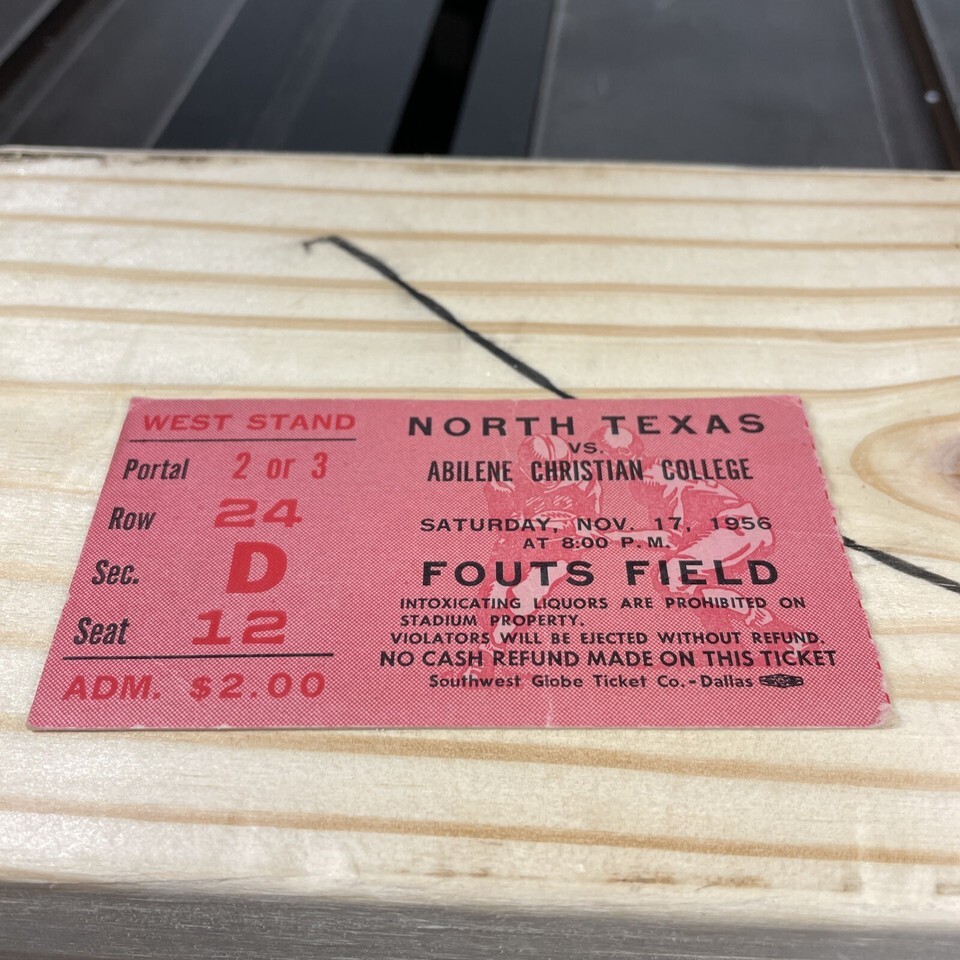 WEST STAND
Portal 2 or 3
Row 24
Sec. D
Seat 12
ADM. $2.00
NORTH TEXAS
VS.
ABILENE CHRISTIAN COLLEGE
SATURDAY, NOV. 17, 1956
AT 8:00 P.M.
FOUTS FIELD
INTOXICATING LIQUORS ARE PROHIBITED ON
STADIUM PROPERTY.
VIOLATORS WILL BE EJECTED WITHOUT REFUND.
NO CASH REFUND MADE ON THIS TICKET
Southwest Globe Ticket Co.-Dallas